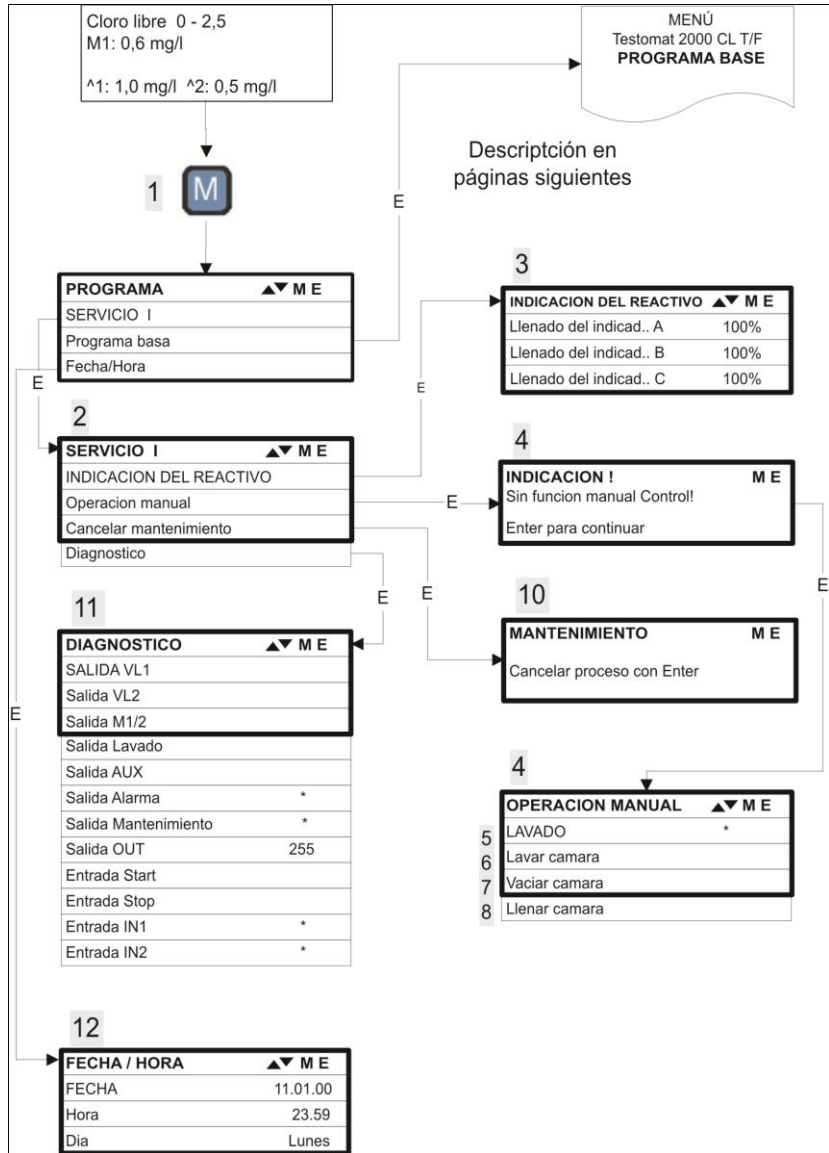 Cloro libre 0 - 2,5
M1: 0,6 mg/l
^1: 1,0 mg/l ^2: 0,5 mg/l
MENÚ
Testomat 2000 CL T/F
PROGRAMA BASE
Descriptción en
páginas siguientes
1 M
E
PROGRAMA ▲▼ M E
SERVICIO I
Programa basa
Fecha/Hora
E
E
3
INDICACION DEL REACTIVO ▲▼ M E
Llenado del indicad.. A 100%
Llenado del indicad.. B 100%
Llenado del indicad.. C 100%
2
SERVICIO I ▲▼ M E
INDICACION DEL REACTIVO
Operacion manual
Cancelar mantenimiento
Diagnostico
E
4
INDICACION ! M E
Sin funcion manual Control!
Enter para continuar
E
E
E
10
MANTENIMIENTO M E
Cancelar proceso con Enter
11
DIAGNOSTICO ▲▼ M E
SALIDA VL1
Salida VL2
Salida M1/2
Salida Lavado
Salida AUX
Salida Alarma *
Salida Mantenimiento *
Salida OUT 255
Entrada Start
Entrada Stop
Entrada IN1 *
Entrada IN2 *
E
4
OPERACION MANUAL ▲▼ M E
5 LAVADO *
6 Lavar camara
7 Vaciar camara
8 Llenar camara
12
FECHA / HORA ▲▼ M E
FECHA 11.01.00
Hora 23.59
Dia Lunes